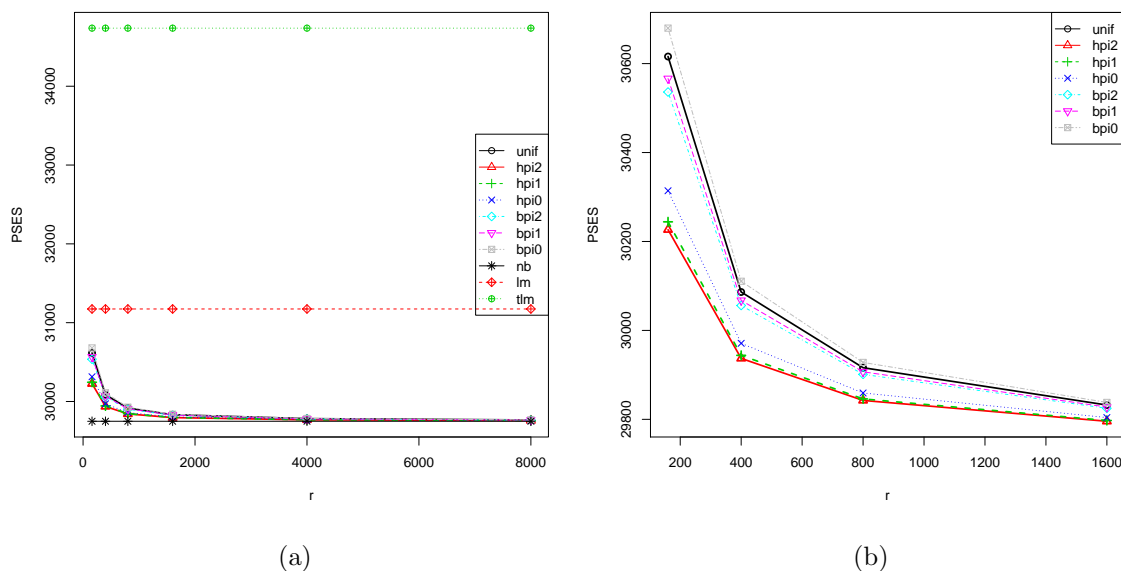 PSES
34000
33000
32000
31000
30000
unif
hpi2
hpi1
hpi0
bpi2
bpi1
bpi0
nb
lm
tlm
0 2000 4000 6000 8000
r
(a)
PSES
30600
30400
30200
30000
29800
unif
hpi2
hpi1
hpi0
bpi2
bpi1
bpi0
200 400 600 800 1000 1200 1400 1600
r
(b)